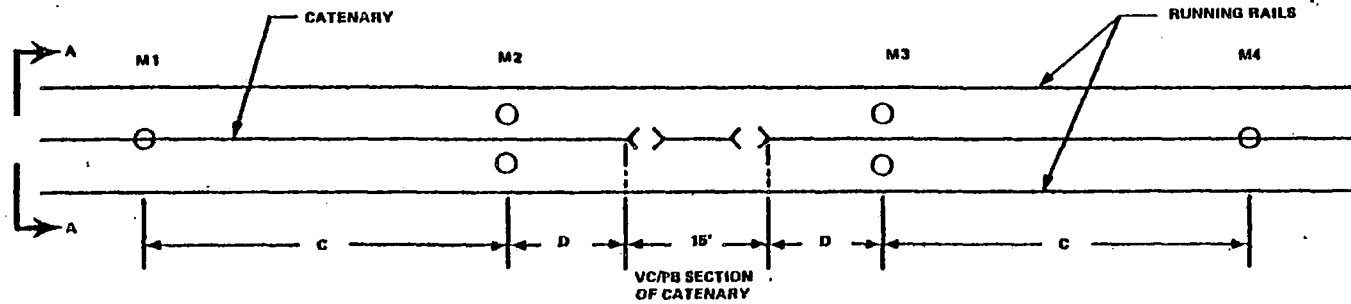 CATENARY
RUNNING RAILS
A
M1
M2
M3
M4
A
C
D
15'
D
C
VC/PB SECTION
OF CATENARY